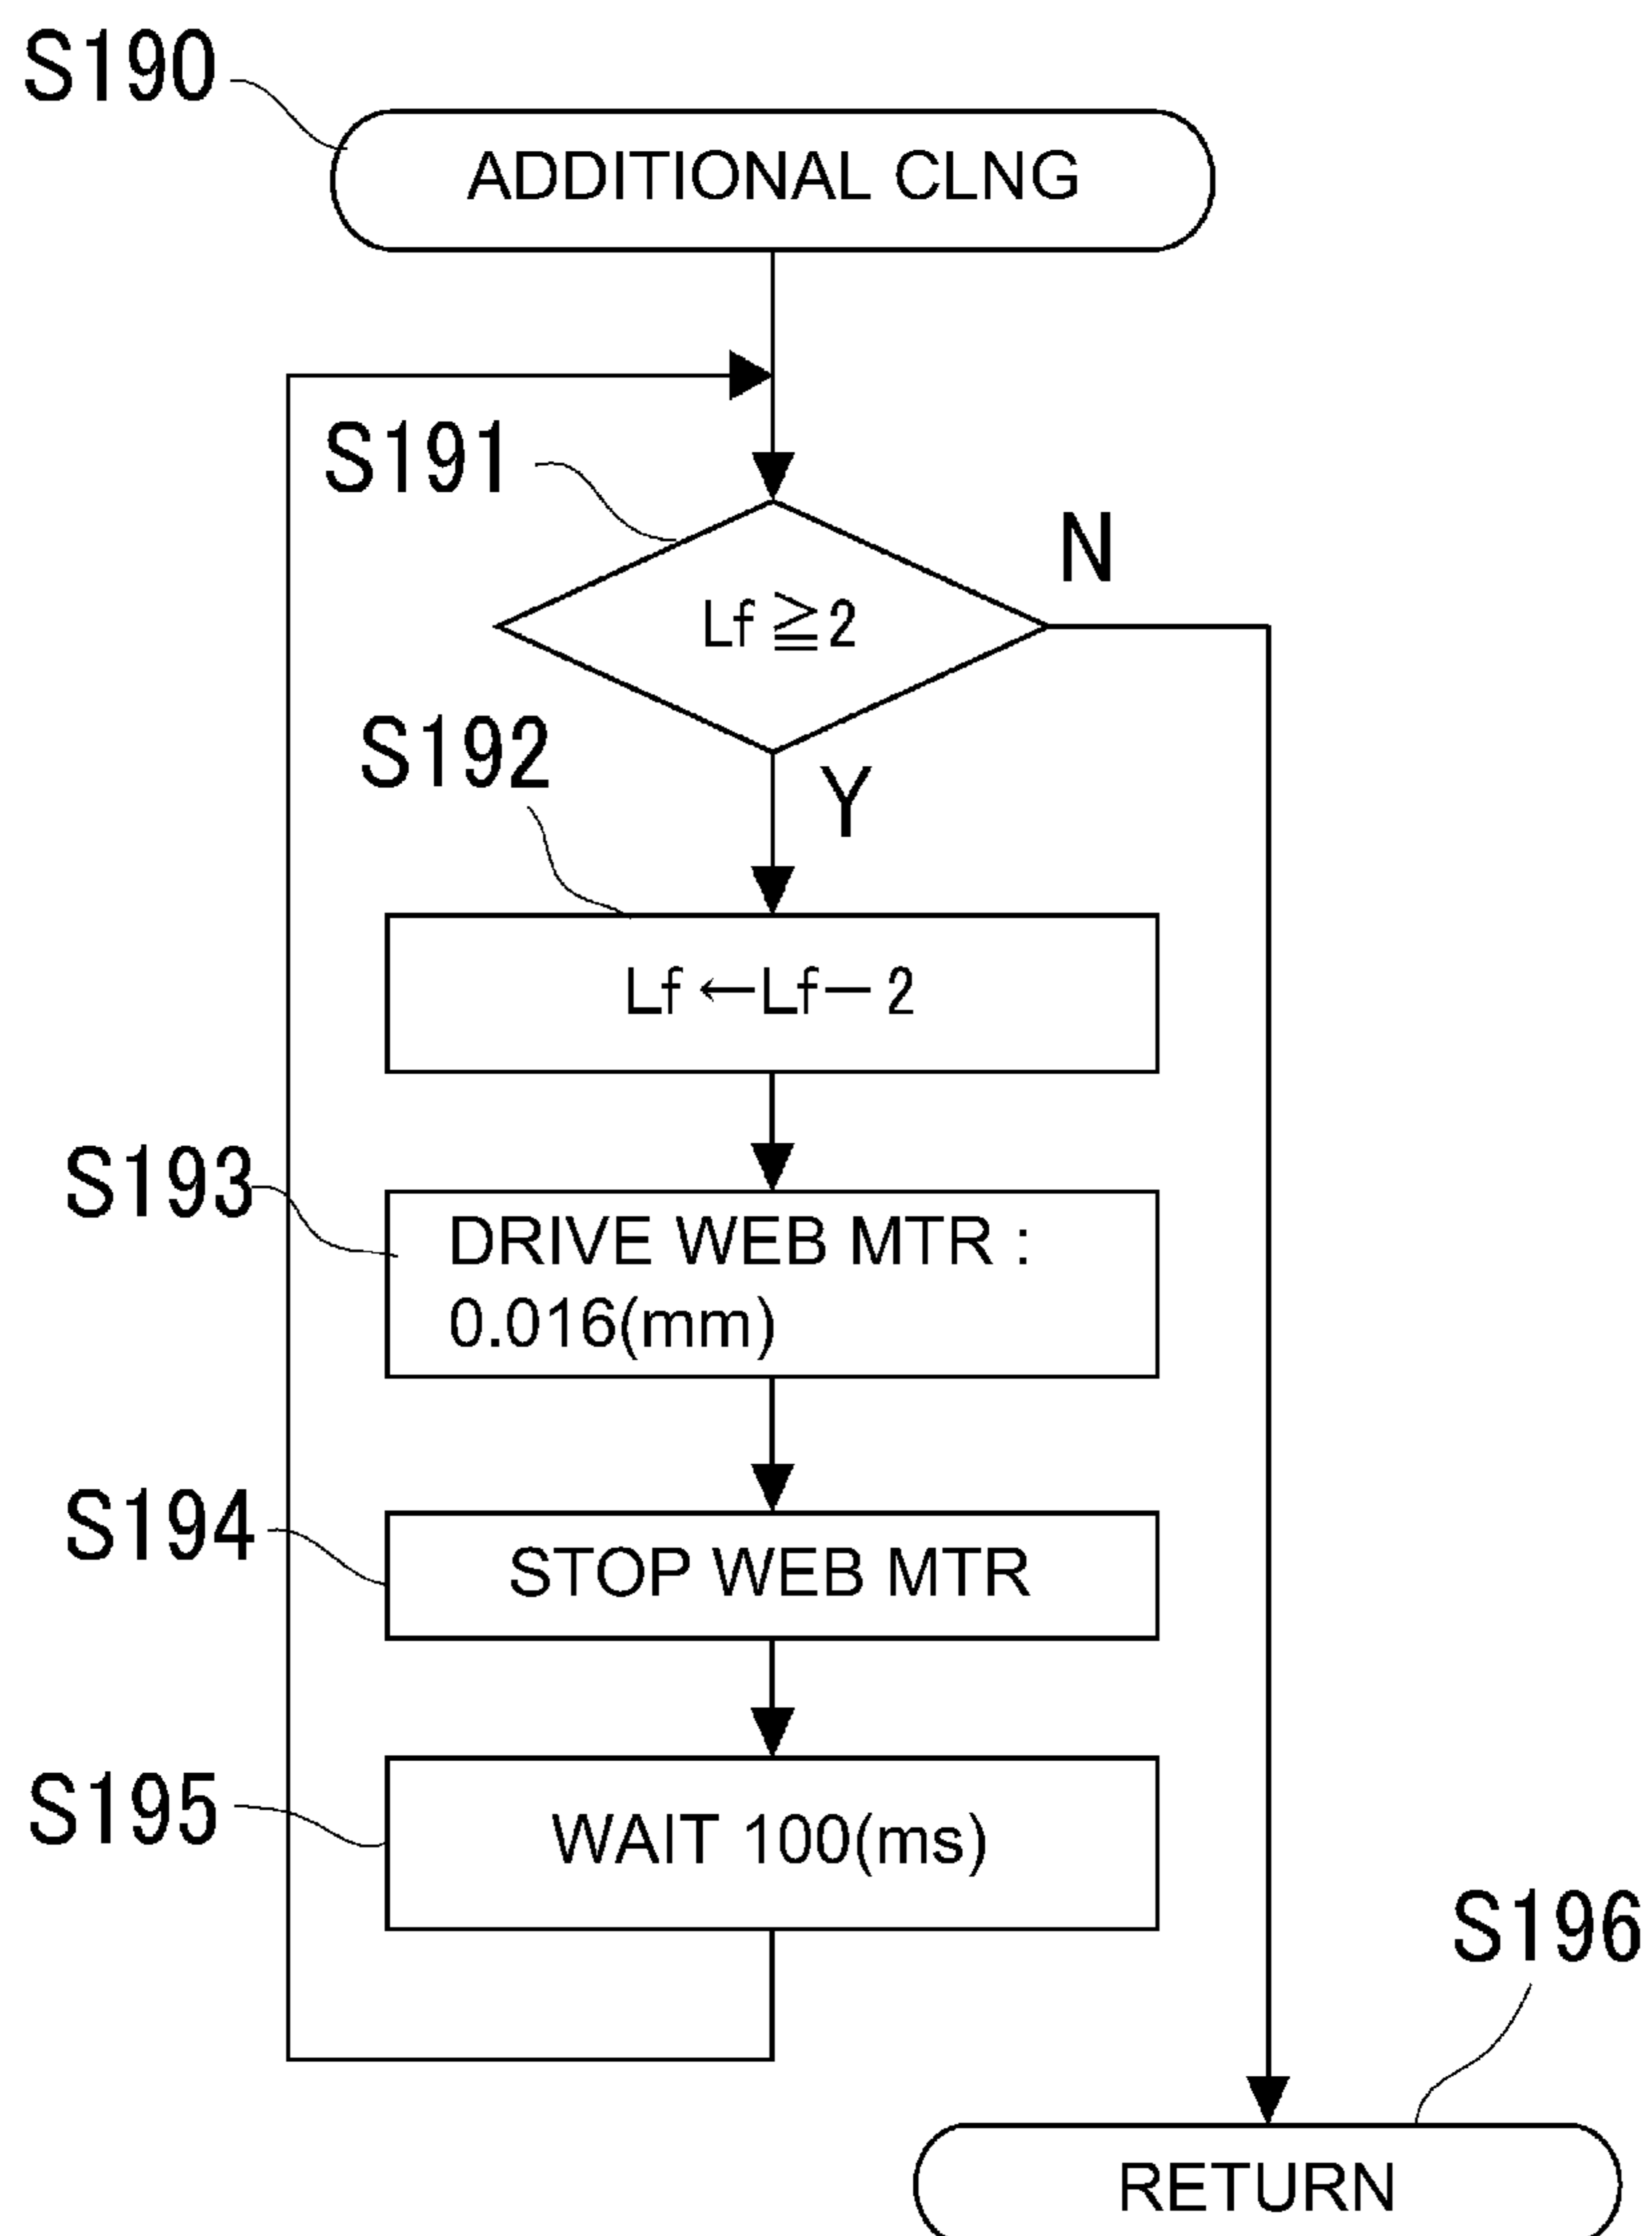 S190
ADDITIONAL CLNG
S191
N
Lf ≧ 2
S192
Y
Lf ← Lf − 2
S193
DRIVE WEB MTR :
0.016(mm)
S194
STOP WEB MTR
S195
WAIT 100(ms)
S196
RETURN